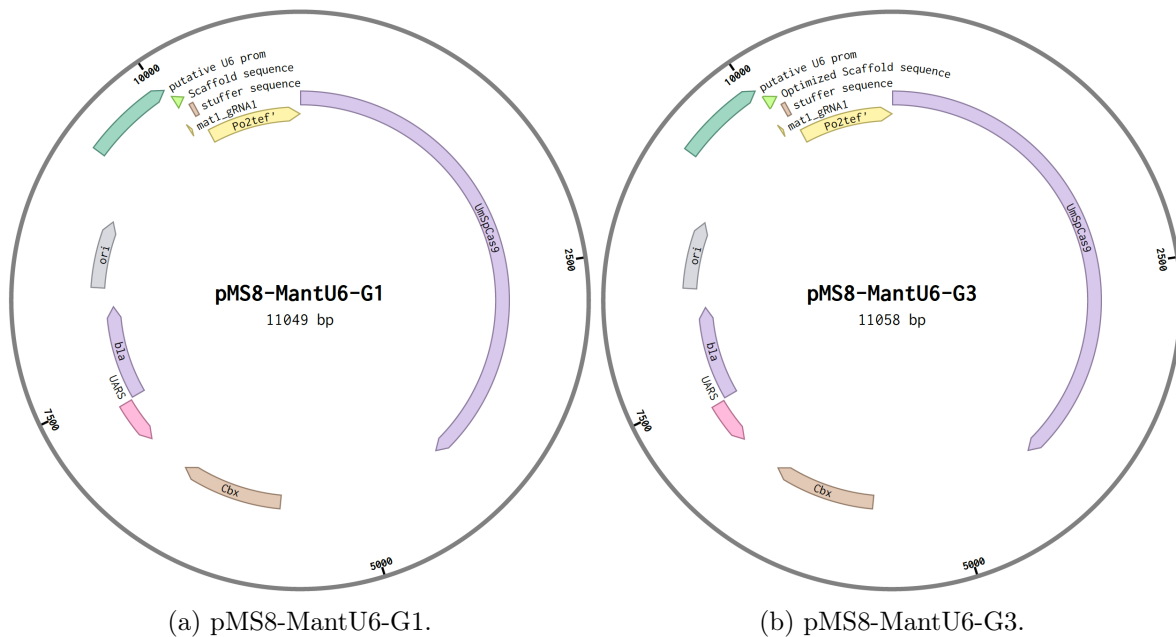 10000
putative U6 prom
Scaffold sequence
stuffer sequence
mat1_gRNA1
Po2tef'
UmSpCas9
2500
ori
pMS8-MantU6-G1
11049 bp
bla
UARS
7500
Cbx
5000
(a) pMS8-MantU6-G1.
10000
putative U6 prom
Optimized Scaffold sequence
stuffer sequence
mat1_gRNA1
Po2tef'
UmSpCas9
2500
ori
pMS8-MantU6-G3
11058 bp
bla
UARS
7500
Cbx
5000
(b) pMS8-MantU6-G3.